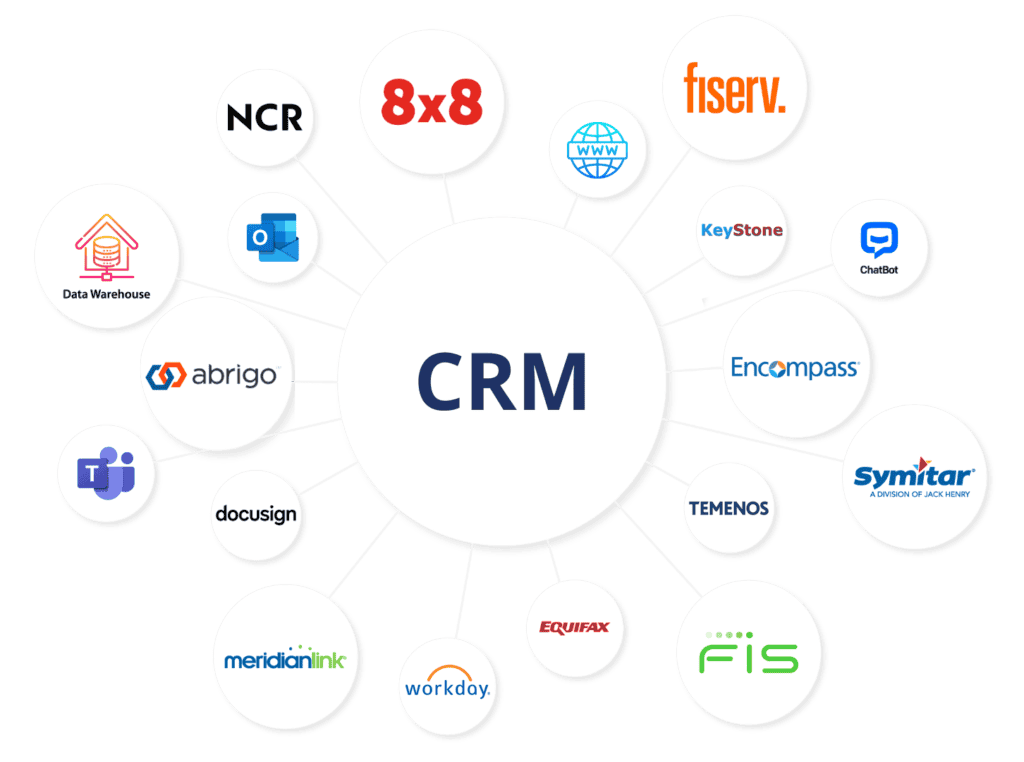 NCR
8x8
fiserv.
WWW
KeyStone
ChatBot
O
Data Warehouse
abrigo
CRM
Encompass®
T
docusign
TEMENOS
Symitar®
A DIVISION OF JACK HENRY
meridianlink®
workday.
EQUIFAX
FIS